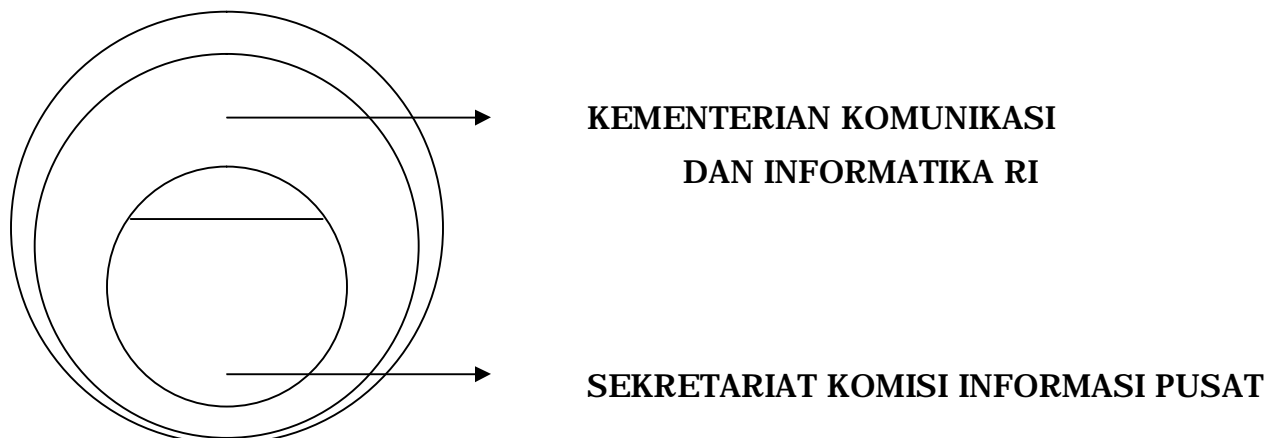 KEMENTERIAN KOMUNIKASI
DAN INFORMATIKA RI
SEKRETARIAT KOMISI INFORMASI PUSAT